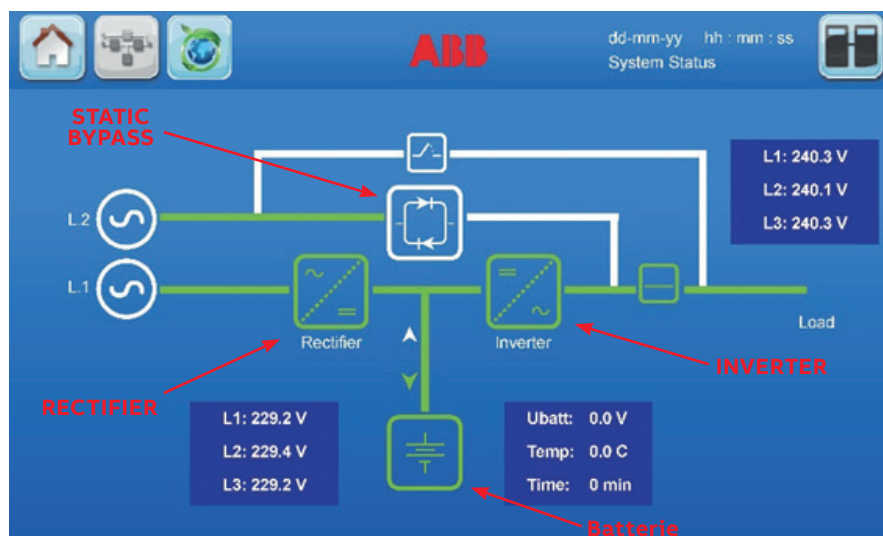 ABB
dd-mm-yy hh : mm : ss
System Status
STATIC
BYPASS
L1: 240.3 V
L2: 240.1 V
L3: 240.3 V
L.2
L.1
Rectifier
Inverter
Load
INVERTER
RECTIFIER
L1: 229.2 V
L2: 229.4 V
L3: 229.2 V
Ubatt: 0.0 V
Temp: 0.0 C
Time: 0 min
Batterie